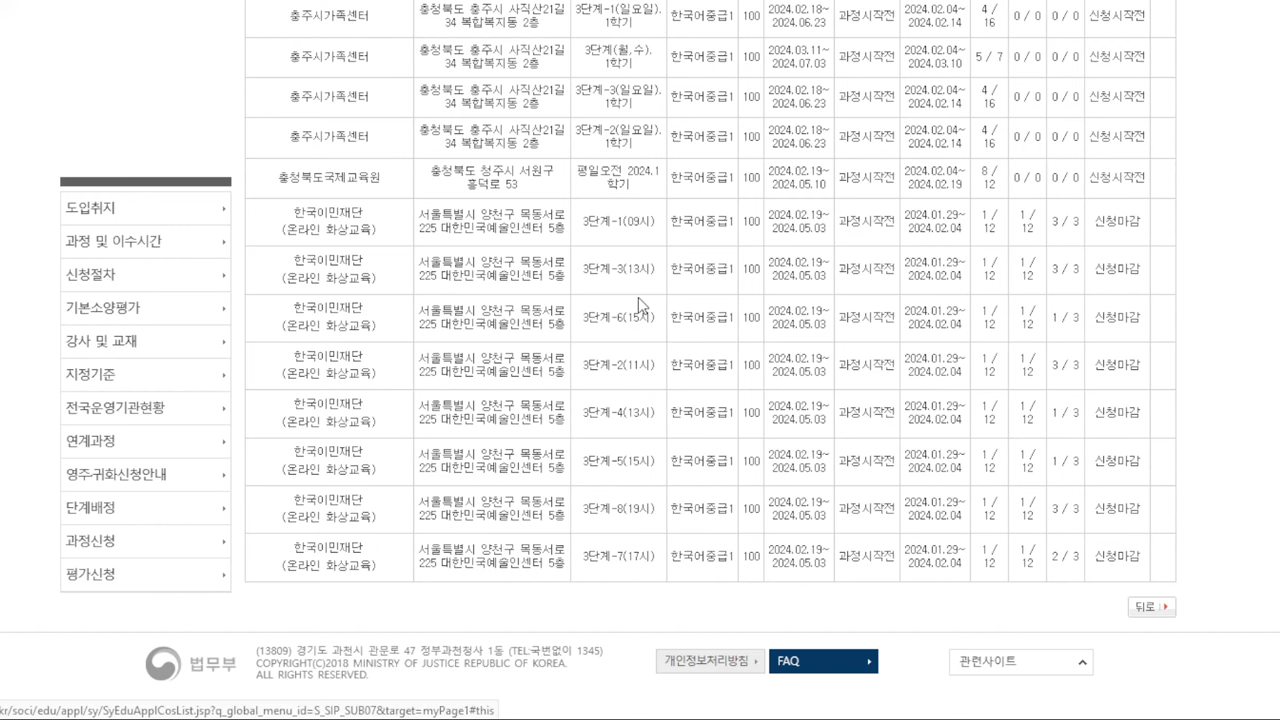 충주시가족센터 충청북도 충주시 사직산21길 34 복합복지동 2층 3단계-1(일요일). 1학기 한국어중급1 100 2024.02.18~ 2024.06.23 과정시작전 2024.02.04~ 2024.02.14 4 / 16 0 / 0 0 / 0 신청시작전
충주시가족센터 충청북도 충주시 사직산21길 34 복합복지동 2층 3단계(월,수). 1학기 한국어중급1 100 2024.03.11~ 2024.07.03 과정시작전 2024.02.04~ 2024.03.10 5 / 7 0 / 0 0 / 0 신청시작전
충주시가족센터 충청북도 충주시 사직산21길 34 복합복지동 2층 3단계-3(일요일). 1학기 한국어중급1 100 2024.02.18~ 2024.06.23 과정시작전 2024.02.04~ 2024.02.14 4 / 16 0 / 0 0 / 0 신청시작전
충주시가족센터 충청북도 충주시 사직산21길 34 복합복지동 2층 3단계-2(일요일). 1학기 한국어중급1 100 2024.02.18~ 2024.06.23 과정시작전 2024.02.04~ 2024.02.14 4 / 16 0 / 0 0 / 0 신청시작전
충청북도국제교육원 충청북도 청주시 서원구 흥덕로 53 평일오전 2024.1 학기 한국어중급1 100 2024.02.19~ 2024.05.10 과정시작전 2024.02.04~ 2024.02.19 8 / 12 0 / 0 0 / 0 신청시작전
한국이민재단 (온라인 화상교육) 서울특별시 양천구 목동서로 225 대한민국예술인센터 5층 3단계-1(09시) 한국어중급1 100 2024.02.19~ 2024.05.03 과정시작전 2024.01.29~ 2024.02.04 1 / 12 1 / 12 3 / 3 신청마감
한국이민재단 (온라인 화상교육) 서울특별시 양천구 목동서로 225 대한민국예술인센터 5층 3단계-3(13시) 한국어중급1 100 2024.02.19~ 2024.05.03 과정시작전 2024.01.29~ 2024.02.04 1 / 12 1 / 12 3 / 3 신청마감
한국이민재단 (온라인 화상교육) 서울특별시 양천구 목동서로 225 대한민국예술인센터 5층 3단계-6(15시) 한국어중급1 100 2024.02.19~ 2024.05.03 과정시작전 2024.01.29~ 2024.02.04 1 / 12 1 / 12 1 / 3 신청마감
한국이민재단 (온라인 화상교육) 서울특별시 양천구 목동서로 225 대한민국예술인센터 5층 3단계-2(11시) 한국어중급1 100 2024.02.19~ 2024.05.03 과정시작전 2024.01.29~ 2024.02.04 1 / 12 1 / 12 3 / 3 신청마감
한국이민재단 (온라인 화상교육) 서울특별시 양천구 목동서로 225 대한민국예술인센터 5층 3단계-4(13시) 한국어중급1 100 2024.02.19~ 2024.05.03 과정시작전 2024.01.29~ 2024.02.04 1 / 12 1 / 12 1 / 3 신청마감
한국이민재단 (온라인 화상교육) 서울특별시 양천구 목동서로 225 대한민국예술인센터 5층 3단계-5(15시) 한국어중급1 100 2024.02.19~ 2024.05.03 과정시작전 2024.01.29~ 2024.02.04 1 / 12 1 / 12 1 / 3 신청마감
한국이민재단 (온라인 화상교육) 서울특별시 양천구 목동서로 225 대한민국예술인센터 5층 3단계-8(19시) 한국어중급1 100 2024.02.19~ 2024.05.03 과정시작전 2024.01.29~ 2024.02.04 1 / 12 1 / 12 3 / 3 신청마감
한국이민재단 (온라인 화상교육) 서울특별시 양천구 목동서로 225 대한민국예술인센터 5층 3단계-7(17시) 한국어중급1 100 2024.02.19~ 2024.05.03 과정시작전 2024.01.29~ 2024.02.04 1 / 12 1 / 12 2 / 3 신청마감
도입취지
과정 및 이수시간
신청절차
기본소양평가
강사 및 교재
지정기준
전국운영기관현황
연계과정
영주·귀화신청안내
단계배정
과정신청
평가신청
뒤로
법무부
(13809) 경기도 과천시 관문로 47 정부과천청사 1동 (TEL:국번없이 1345)
COPYRIGHT(C)2018 MINISTRY OF JUSTICE REPUBLIC OF KOREA.
ALL RIGHTS RESERVED.
개인정보처리방침
FAQ
관련사이트
kr/soci/edu/appl/sy/SyEduApplCosList.jsp?q_global_menu_id=S_SIP_SUB07&target=myPage1#this